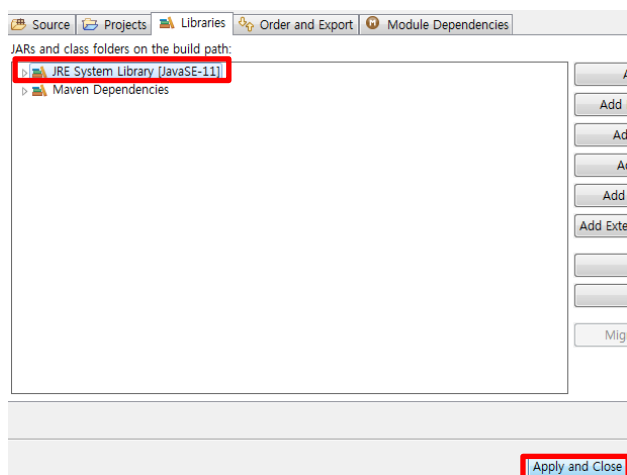 Source Projects Libraries Order and Export Module Dependencies
JARs and class folders on the build path:
JRE System Library [JavaSE-11]
Maven Dependencies
Add
Add
Add Exte
Mig
Apply and Close